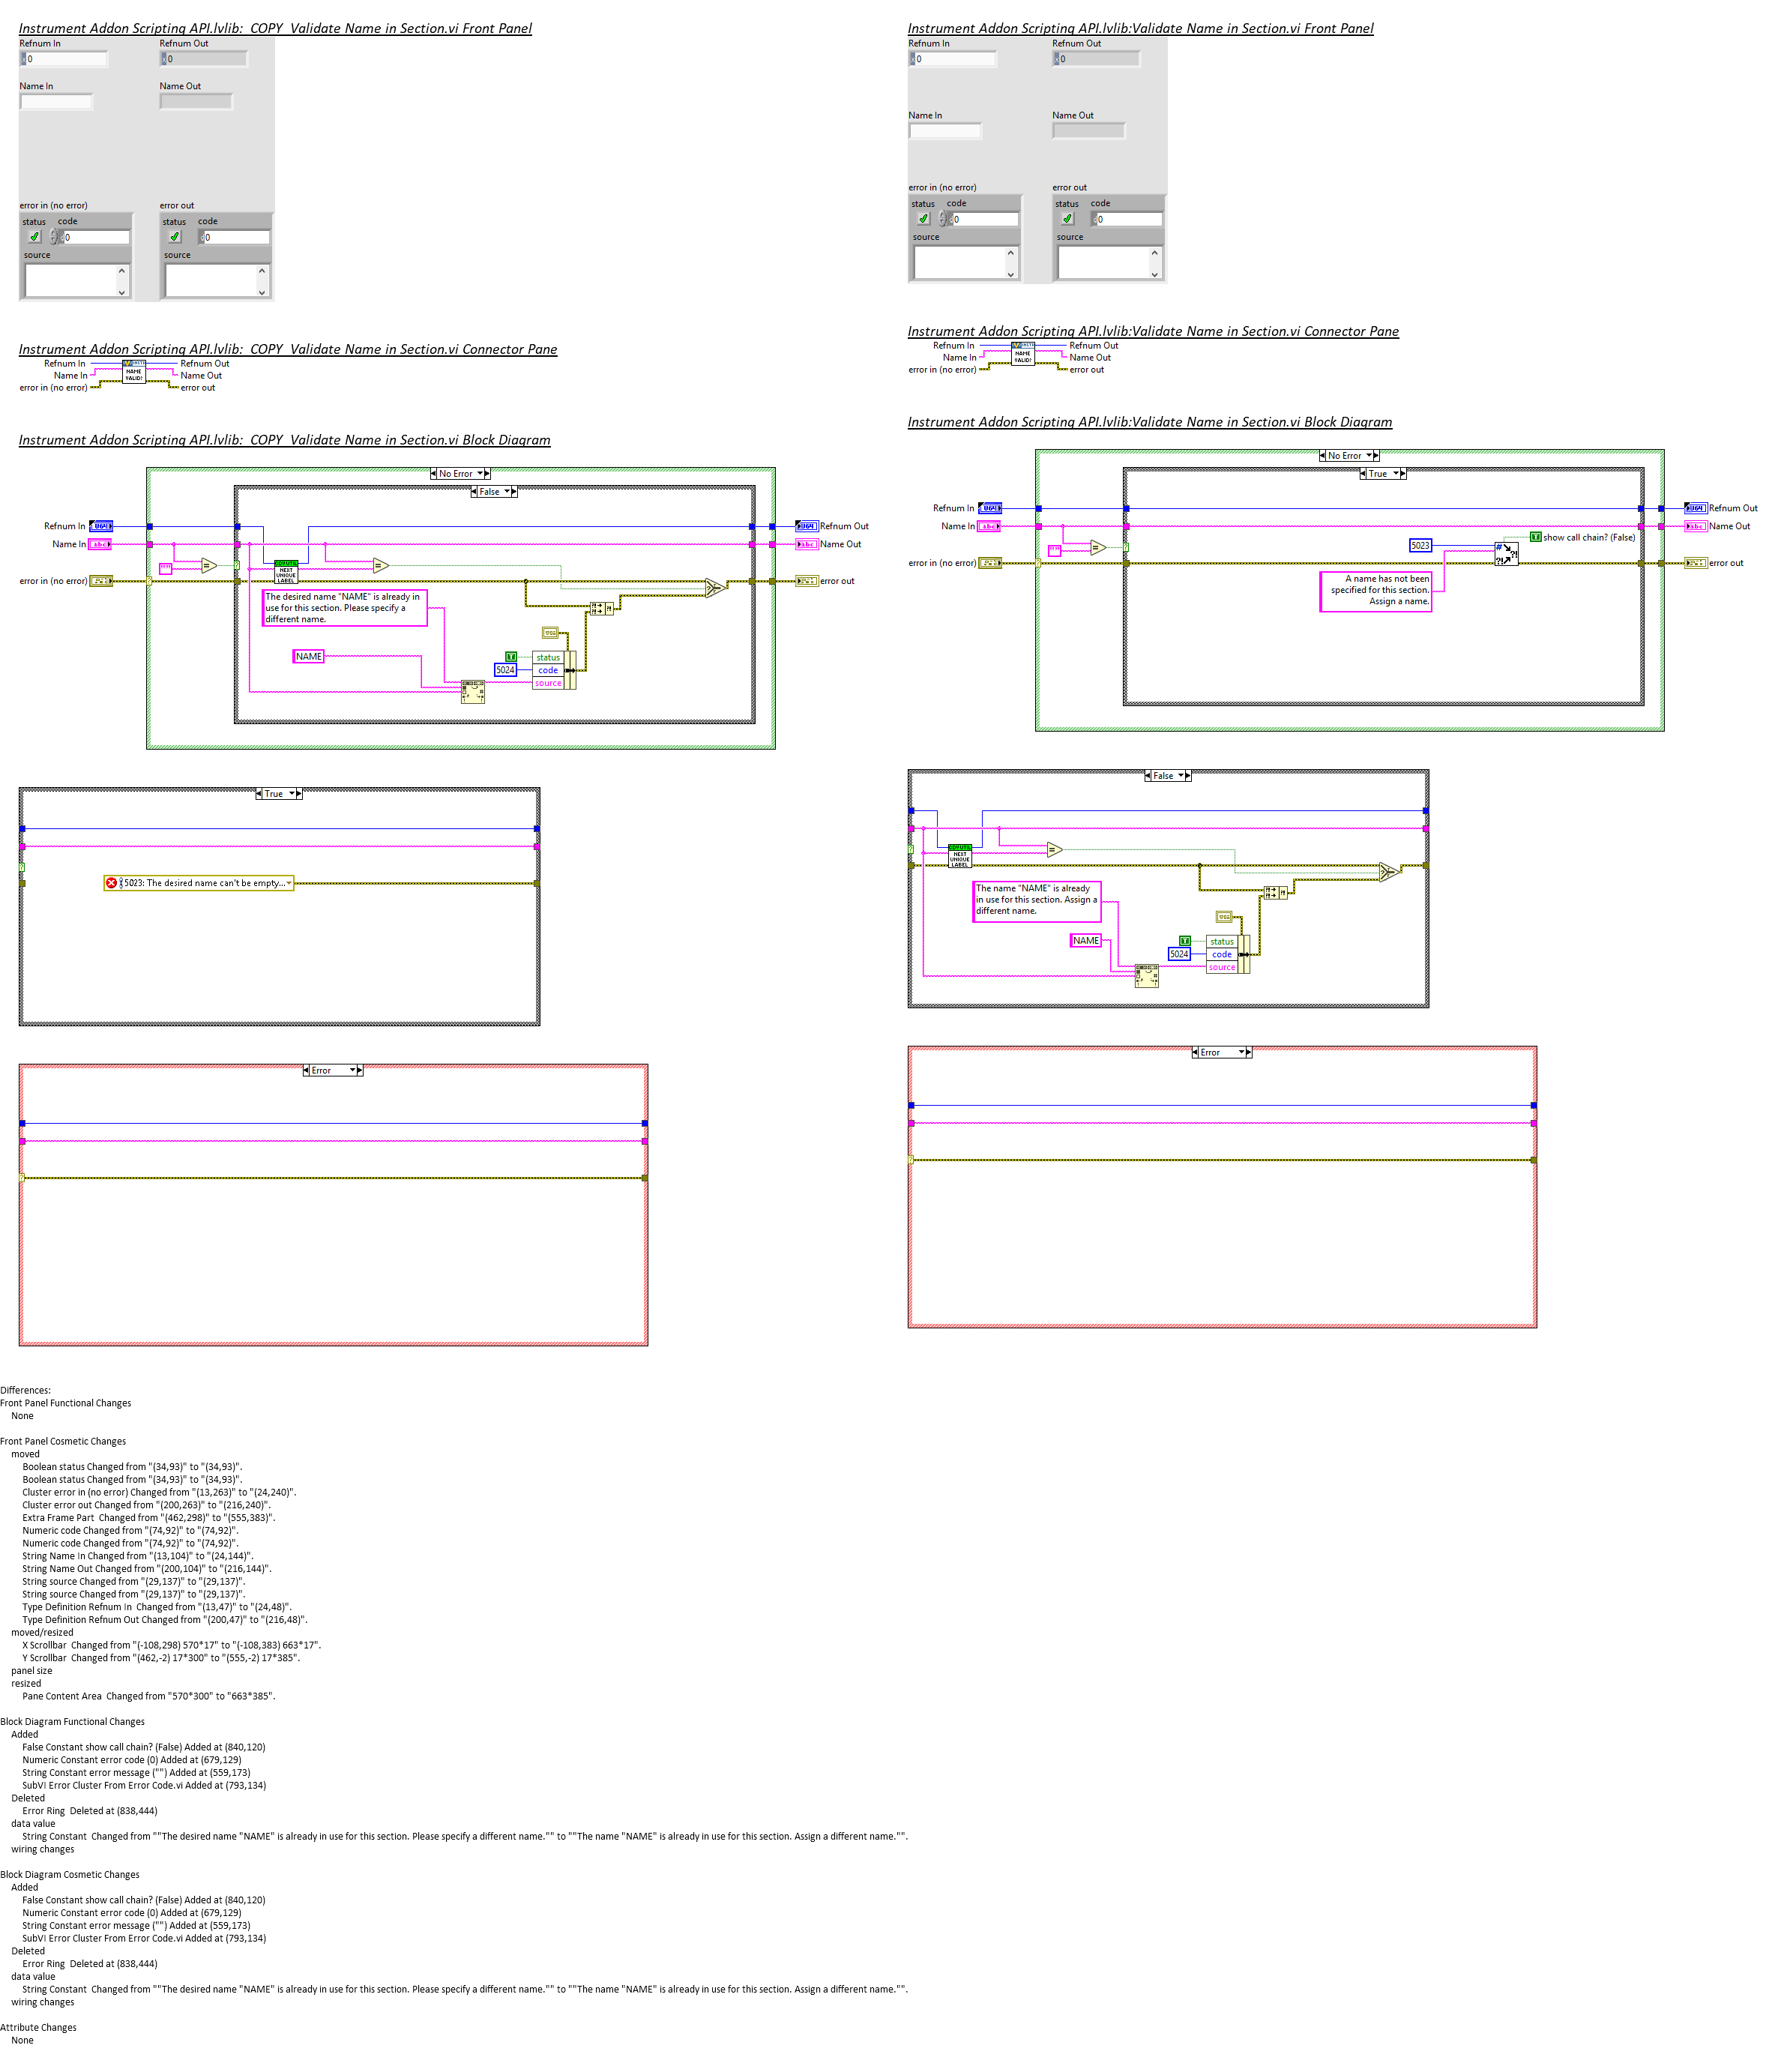 Instrument Addon Scripting API.lvlib:  COPY  Validate Name in Section.vi Front Panel
Refnum In
Refnum Out
0
0
Name In
Name Out
error in (no error)
error out
status code
status code
0
0
source
source
Instrument Addon Scripting API.lvlib:  COPY  Validate Name in Section.vi Connector Pane
Refnum In
Refnum Out
Name In
Name Out
error in (no error)
error out
NAME
VALID?
Instrument Addon Scripting API.lvlib:  COPY  Validate Name in Section.vi Block Diagram
No Error
False
Refnum In
Refnum Out
Name In
Name Out
error in (no error)
error out
abc
abc
NEXT
UNIQUE
LABEL
The desired name "NAME" is already in
use for this section. Please specify a
different name.
NAME
T
status
5024
code
source
True
5023: The desired name can't be empty...
Error
Instrument Addon Scripting API.lvlib:Validate Name in Section.vi Front Panel
Refnum In
Refnum Out
0
0
Name In
Name Out
error in (no error)
error out
status code
status code
0
0
source
source
Instrument Addon Scripting API.lvlib:Validate Name in Section.vi Connector Pane
Refnum In
Refnum Out
Name In
Name Out
error in (no error)
error out
NAME
VALID?
Instrument Addon Scripting API.lvlib:Validate Name in Section.vi Block Diagram
No Error
True
Refnum In
Refnum Out
Name In
Name Out
error in (no error)
error out
abc
abc
5023
T show call chain? (False)
A name has not been
specified for this section.
Assign a name.
False
NEXT
UNIQUE
LABEL
The name "NAME" is already
in use for this section. Assign a
different name.
NAME
T
status
5024
code
source
Error
Differences:
Front Panel Functional Changes
None
Front Panel Cosmetic Changes
moved
Boolean status Changed from "(34,93)" to "(34,93)".
Boolean status Changed from "(34,93)" to "(34,93)".
Cluster error in (no error) Changed from "(13,263)" to "(24,240)".
Cluster error out Changed from "(200,263)" to "(216,240)".
Extra Frame Part  Changed from "(462,298)" to "(555,383)".
Numeric code Changed from "(74,92)" to "(74,92)".
Numeric code Changed from "(74,92)" to "(74,92)".
String Name In Changed from "(13,104)" to "(24,144)".
String Name Out Changed from "(200,104)" to "(216,144)".
String source Changed from "(29,137)" to "(29,137)".
String source Changed from "(29,137)" to "(29,137)".
Type Definition Refnum In  Changed from "(13,47)" to "(24,48)".
Type Definition Refnum Out Changed from "(200,47)" to "(216,48)".
moved/resized
X Scrollbar  Changed from "(-108,298) 570*17" to "(-108,383) 663*17".
Y Scrollbar  Changed from "(462,-2) 17*300" to "(555,-2) 17*385".
panel size
resized
Pane Content Area  Changed from "570*300" to "663*385".
Block Diagram Functional Changes
Added
False Constant show call chain? (False) Added at (840,120)
Numeric Constant error code (0) Added at (679,129)
String Constant error message ("") Added at (559,173)
SubVI Error Cluster From Error Code.vi Added at (793,134)
Deleted
Error Ring  Deleted at (838,444)
data value
String Constant  Changed from ""The desired name "NAME" is already in use for this section. Please specify a different name."" to ""The name "NAME" is already in use for this section. Assign a different name."".
wiring changes
Block Diagram Cosmetic Changes
Added
False Constant show call chain? (False) Added at (840,120)
Numeric Constant error code (0) Added at (679,129)
String Constant error message ("") Added at (559,173)
SubVI Error Cluster From Error Code.vi Added at (793,134)
Deleted
Error Ring  Deleted at (838,444)
data value
String Constant  Changed from ""The desired name "NAME" is already in use for this section. Please specify a different name."" to ""The name "NAME" is already in use for this section. Assign a different name."".
wiring changes
Attribute Changes
None